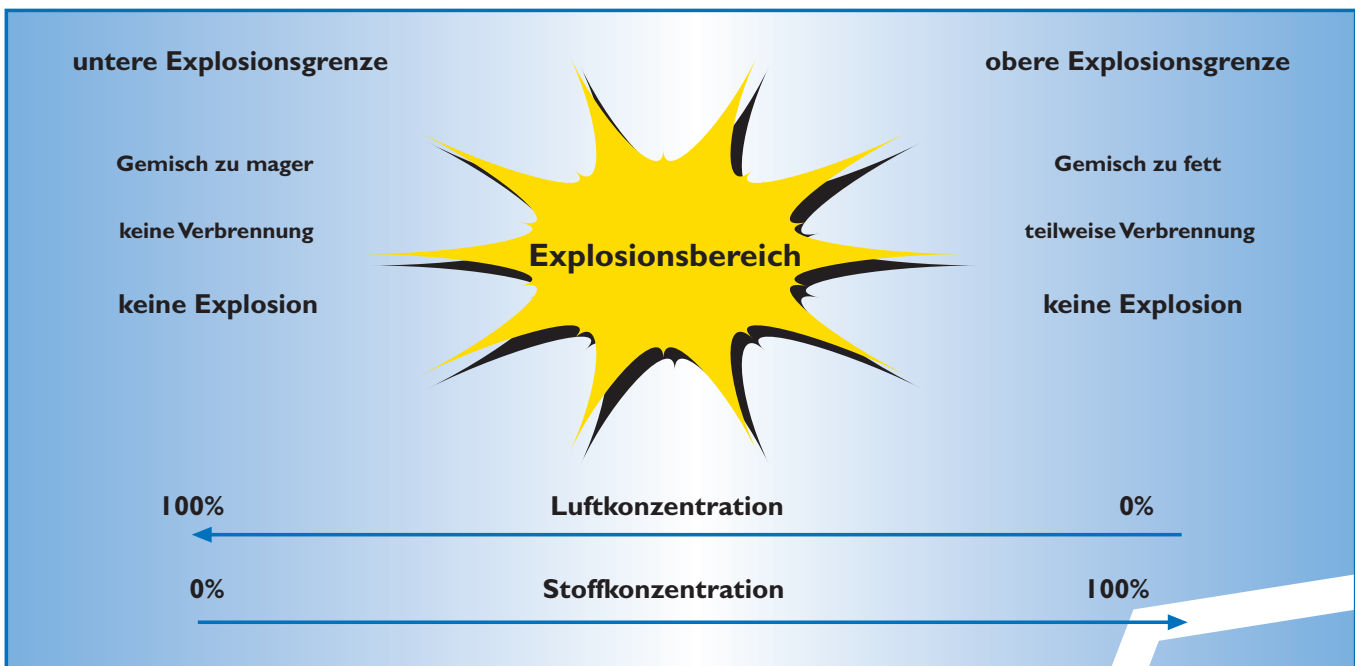 untere Explosionsgrenze
obere Explosionsgrenze
Gemisch zu mager
Gemisch zu fett
keine Verbrennung
teilweise Verbrennung
Explosionsbereich
keine Explosion
keine Explosion
100% Luftkonzentration 0%
0% Stoffkonzentration 100%